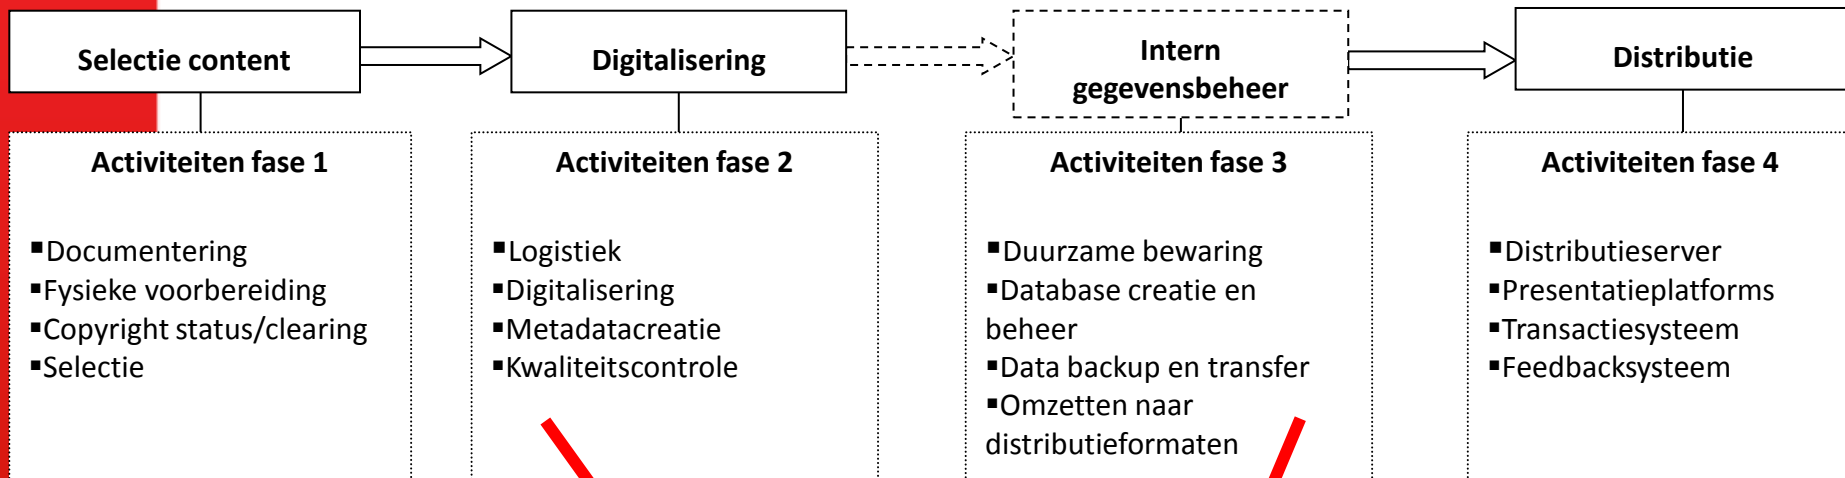 Selectie content
Digitalisering
Intern
gegevensbeheer
Distributie
Activiteiten fase 1
▪Documentering
▪Fysieke voorbereiding
▪Copyright status/clearing
▪Selectie
Activiteiten fase 2
▪Logistiek
▪Digitalisering
▪Metadatacreatie
▪Kwaliteitscontrole
Activiteiten fase 3
▪Duurzame bewaring
▪Database creatie en
beheer
▪Data backup en transfer
▪Omzetten naar
distributieformaten
Activiteiten fase 4
▪Distributieserver
▪Presentatieplatforms
▪Transactiesysteem
▪Feedbacksysteem